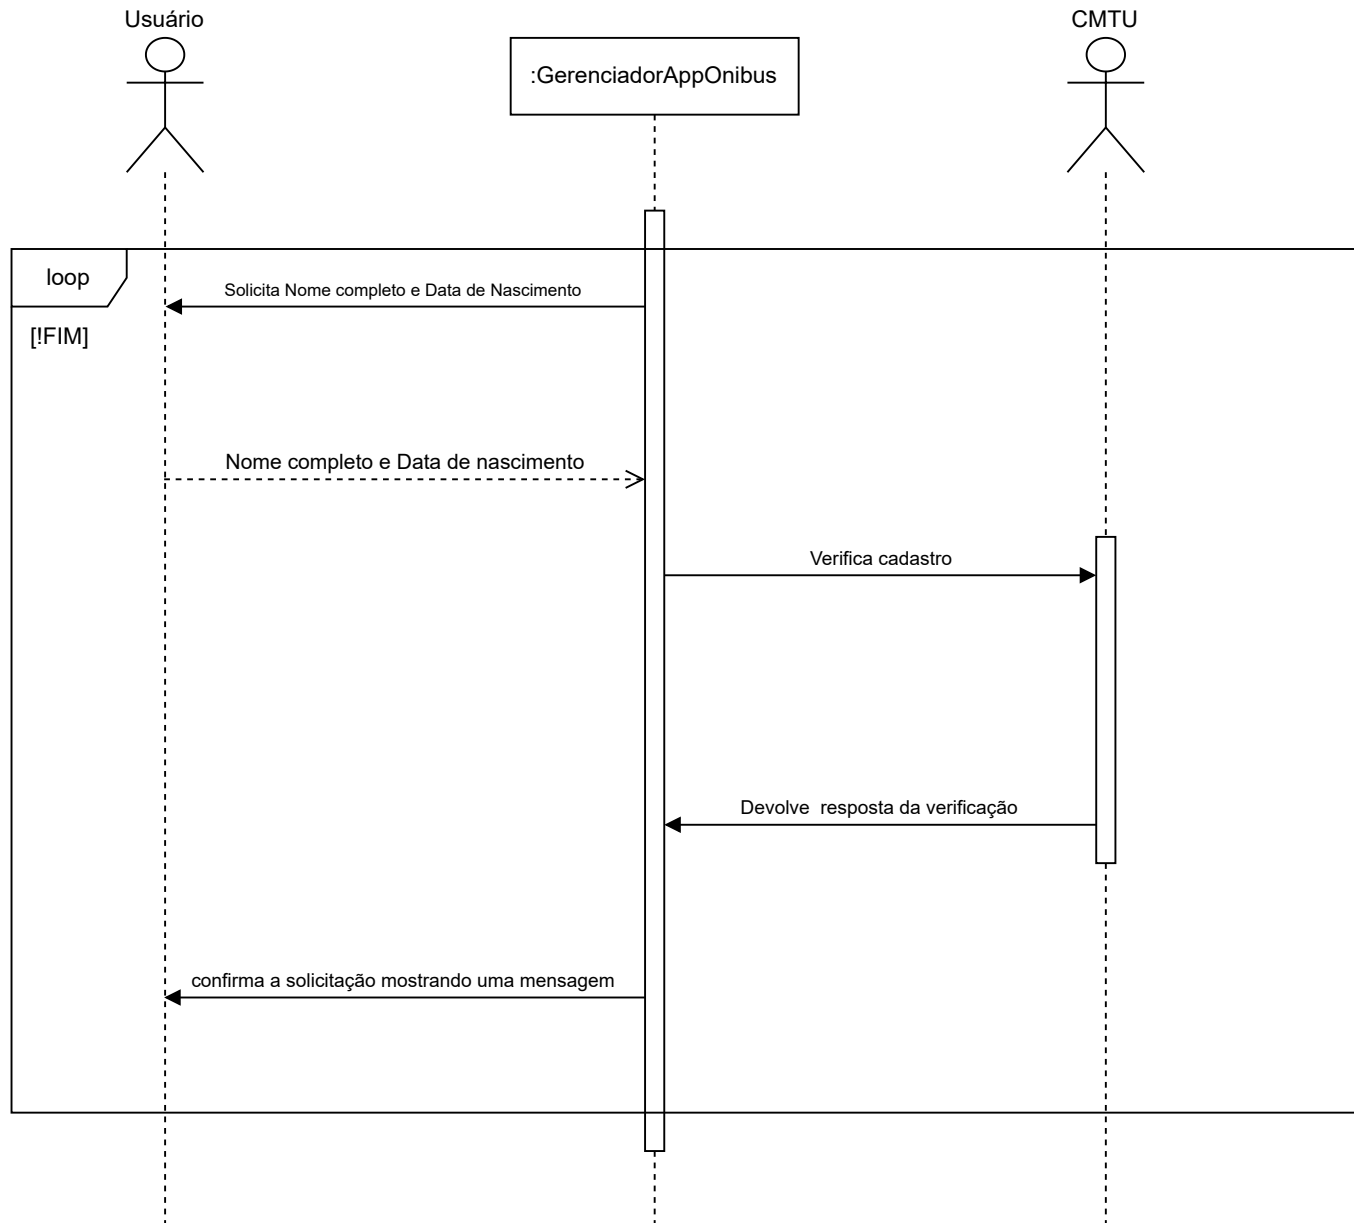 Usuário
CMTU
:GerenciadorAppOnibus
loop
Solicita Nome completo e Data de Nascimento
[!FIM]
Nome completo e Data de nascimento
Verifica cadastro
Devolve  resposta da verificação
confirma a solicitação mostrando uma mensagem